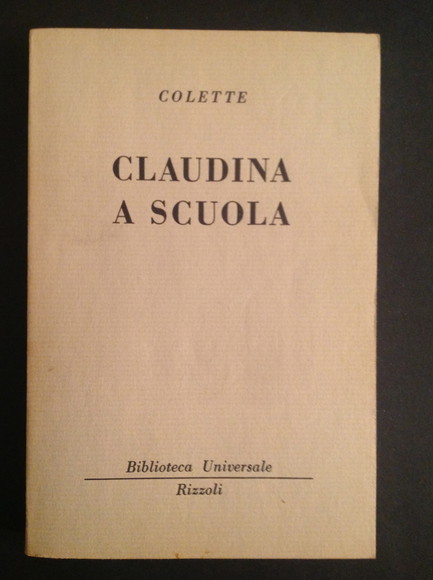 COLETTE
CLAUDINA
A SCUOLA
Biblioteca Universale
Rizzoli